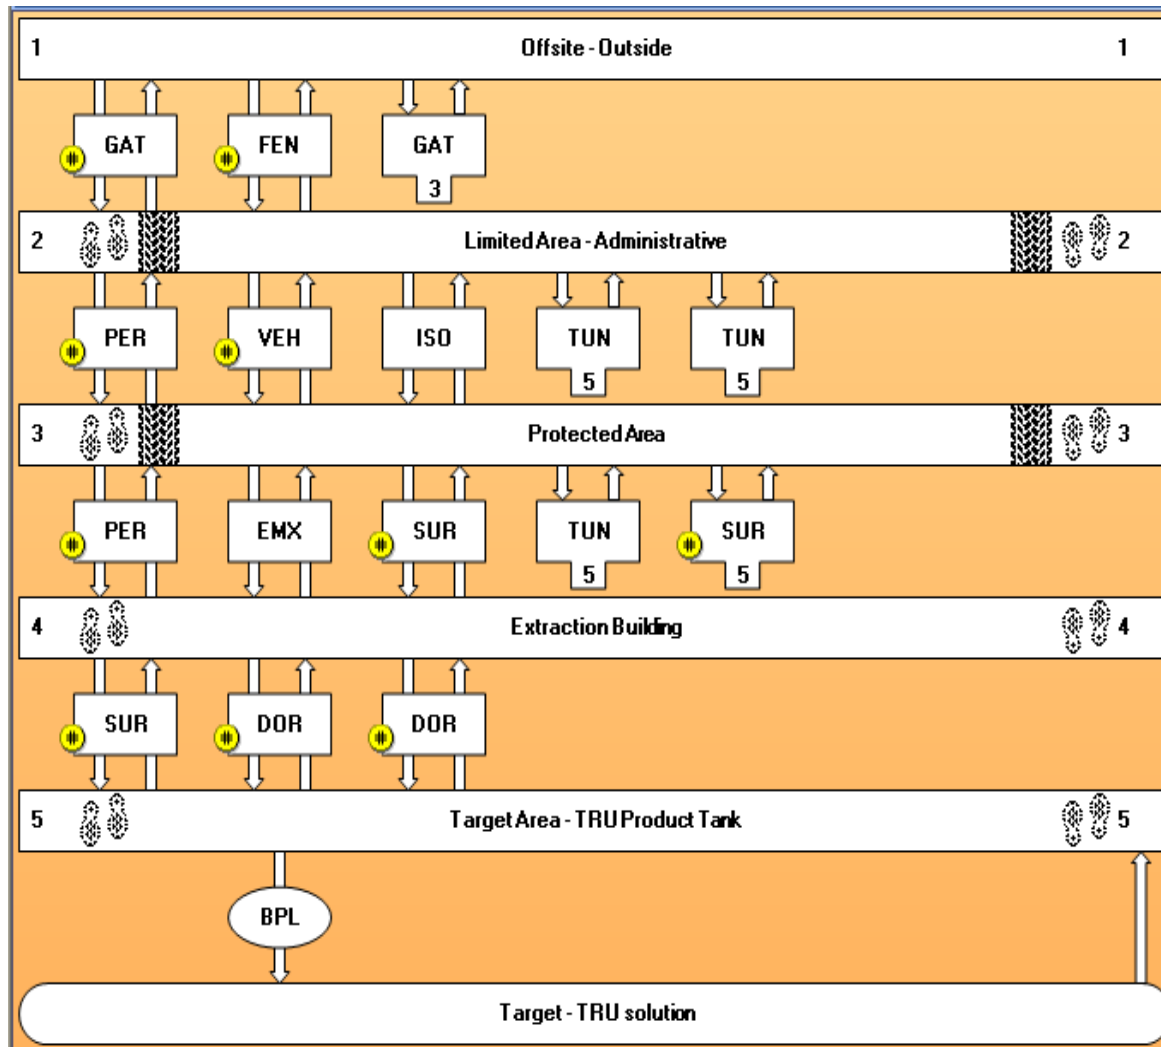 1 Offsite - Outside 1
GAT FEN GAT
3
2 Limited Area - Administrative 2
PER VEH ISO TUN TUN
5 5
3 Protected Area 3
PER EMX SUR TUN SUR
5 5
4 Extraction Building 4
SUR DOR DOR
5 Target Area - TRU Product Tank 5
BPL
Target - TRU solution